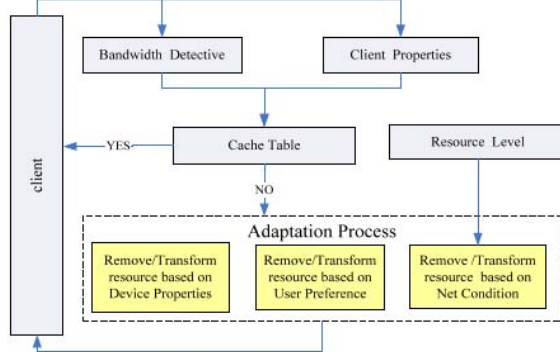 Bandwidth Detective
Client Properties
client
YES
Cache Table
Resource Level
NO
Adaptation Process
Remove/Transform
resource based on
Device Properties
Remove/Transform
resource based on
User Preference
Remove /Transform
resource based on
Net Condition